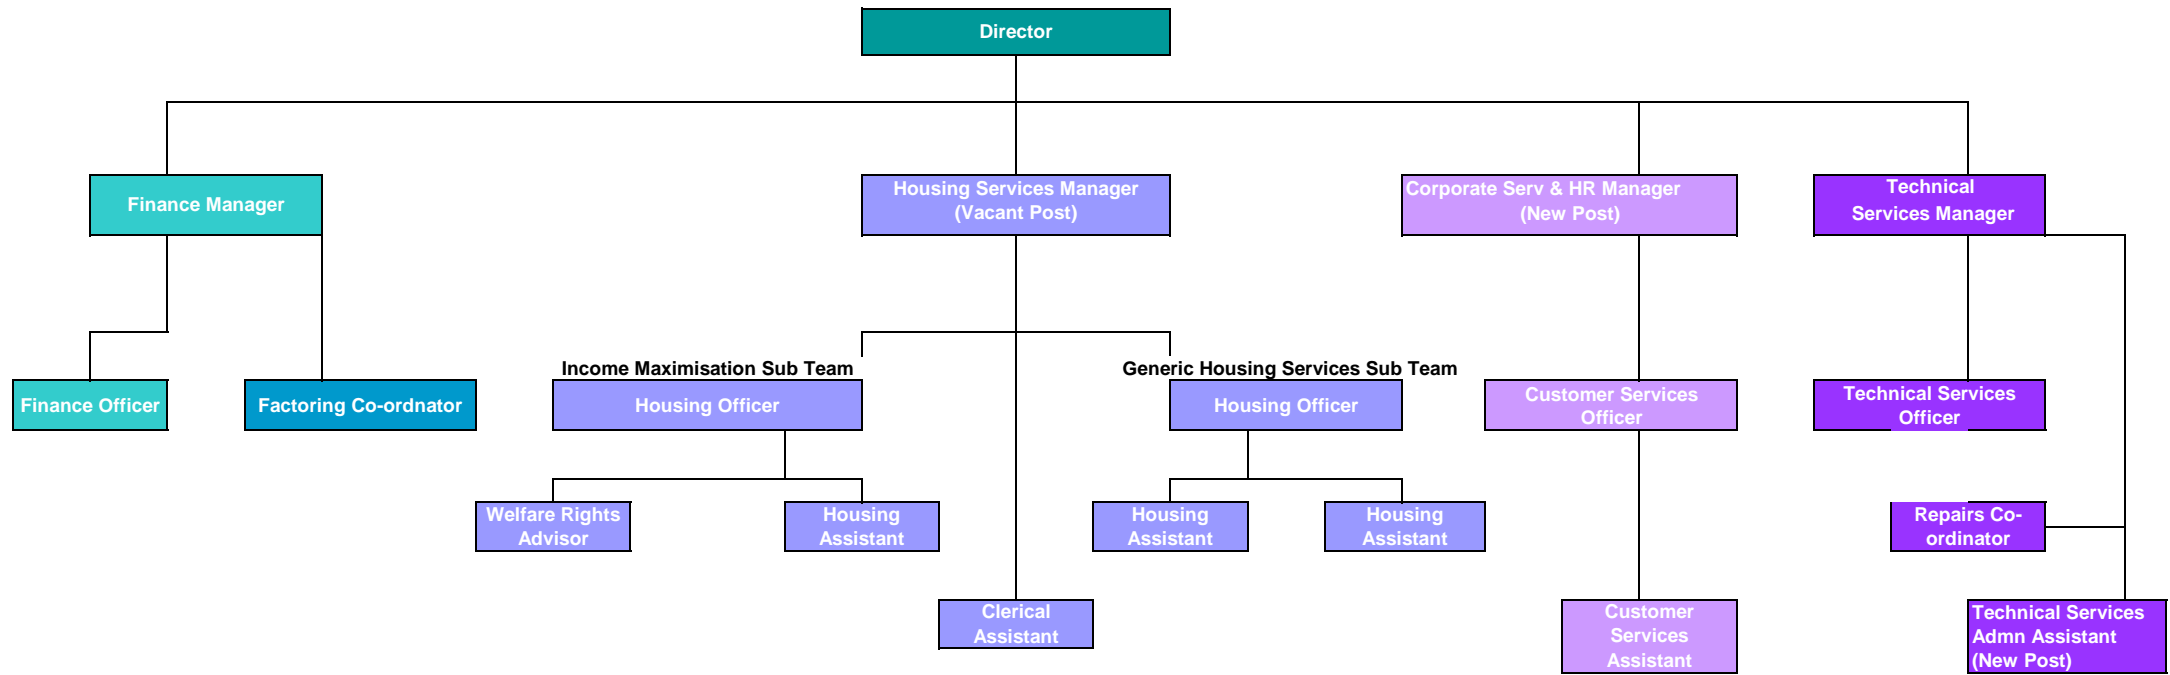 Director
Finance Manager
Housing Services Manager
(Vacant Post)
Corporate Serv & HR Manager
(New Post)
Technical
Services Manager
Income Maximisation Sub Team
Generic Housing Services Sub Team
Finance Officer
Factoring Co-ordnator
Housing Officer
Housing Officer
Customer Services
Officer
Technical Services
Officer
Welfare Rights
Advisor
Housing
Assistant
Housing
Assistant
Housing
Assistant
Repairs Co-
ordinator
Clerical
Assistant
Customer
Services
Assistant
Technical Services
Admn Assistant
(New Post)